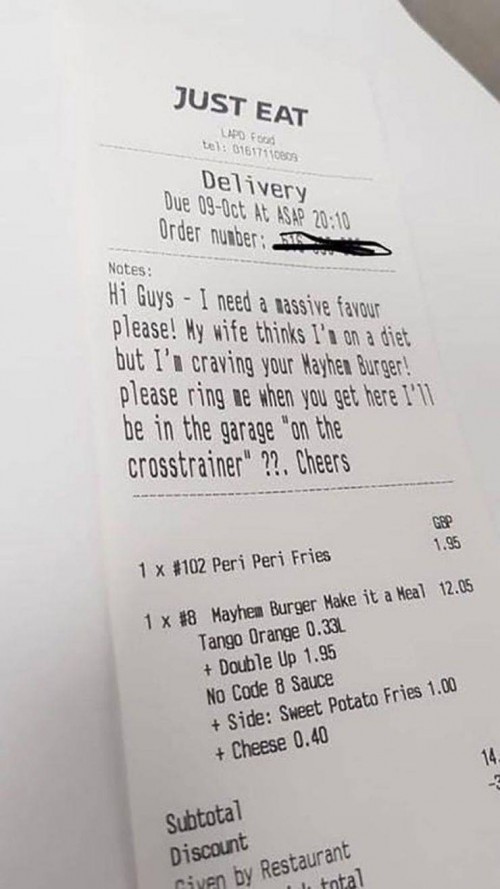 JUST EAT
LAPD Food
tel: 01617110809
Delivery
Due 09-Oct At ASAP 20:10
Order number:
Notes:
Hi Guys - I need a massive favour
please! My wife thinks I'm on a diet
but I'm craving your Mayhem Burger!
please ring me when you get here I'll
be in the garage "on the
crosstrainer" ??. Cheers
GBP
1 x #102 Peri Peri Fries 1.95
1 x #8 Mayhem Burger Make it a Meal 12.05
Tango Orange 0.33L
+ Double Up 1.95
No Code 8 Sauce
+ Side: Sweet Potato Fries 1.00
+ Cheese 0.40
Subtotal 14.
Discount
Given by Restaurant
total